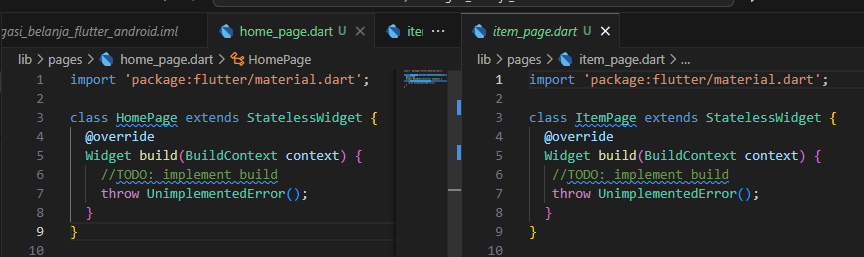 gasi_belanja_flutter_android.iml
home_page.dart U
lib > pages > home_page.dart > HomePage
1 import 'package:flutter/material.dart';
2
3 class HomePage extends StatelessWidget {
4 @override
5 Widget build(BuildContext context) {
6 //TODO: implement build
7 throw UnimplementedError();
8 }
9 }
10
item_page.dart U
lib > pages > item_page.dart > ...
1 import 'package:flutter/material.dart';
2
3 class ItemPage extends StatelessWidget {
4 @override
5 Widget build(BuildContext context) {
6 //TODO: implement build
7 throw UnimplementedError();
8 }
9 }
10